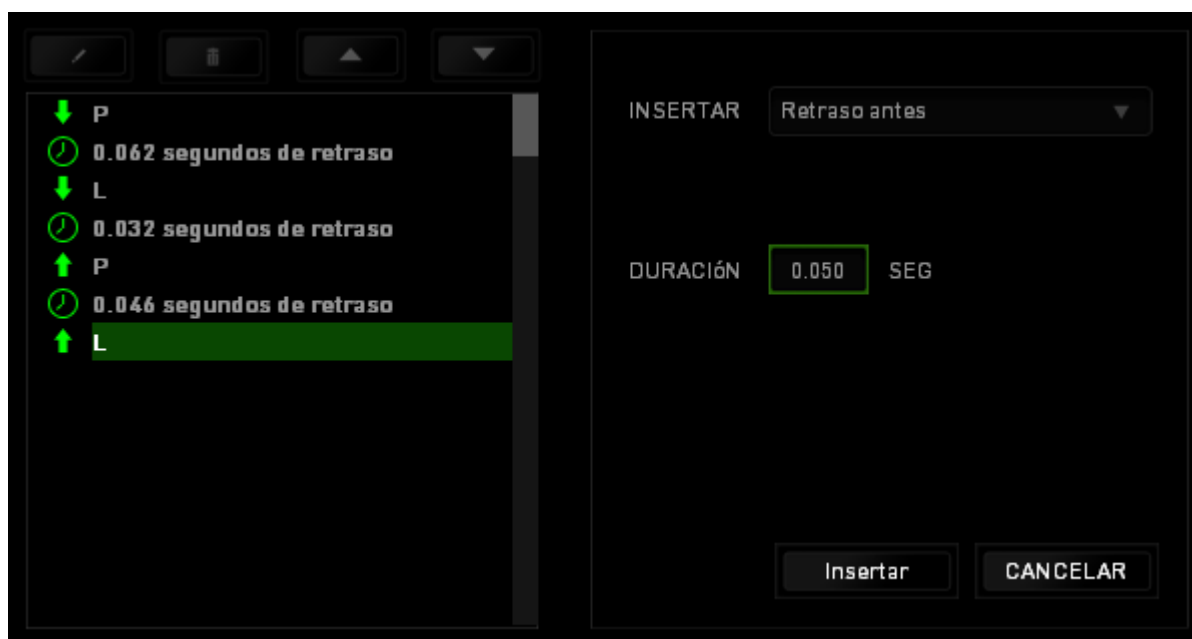 P
0.062 segundos de retraso
L
0.032 segundos de retraso
P
0.046 segundos de retraso
L
INSERTAR Retraso antes
DURACIóN 0.050 SEG
Insertar CANCELAR